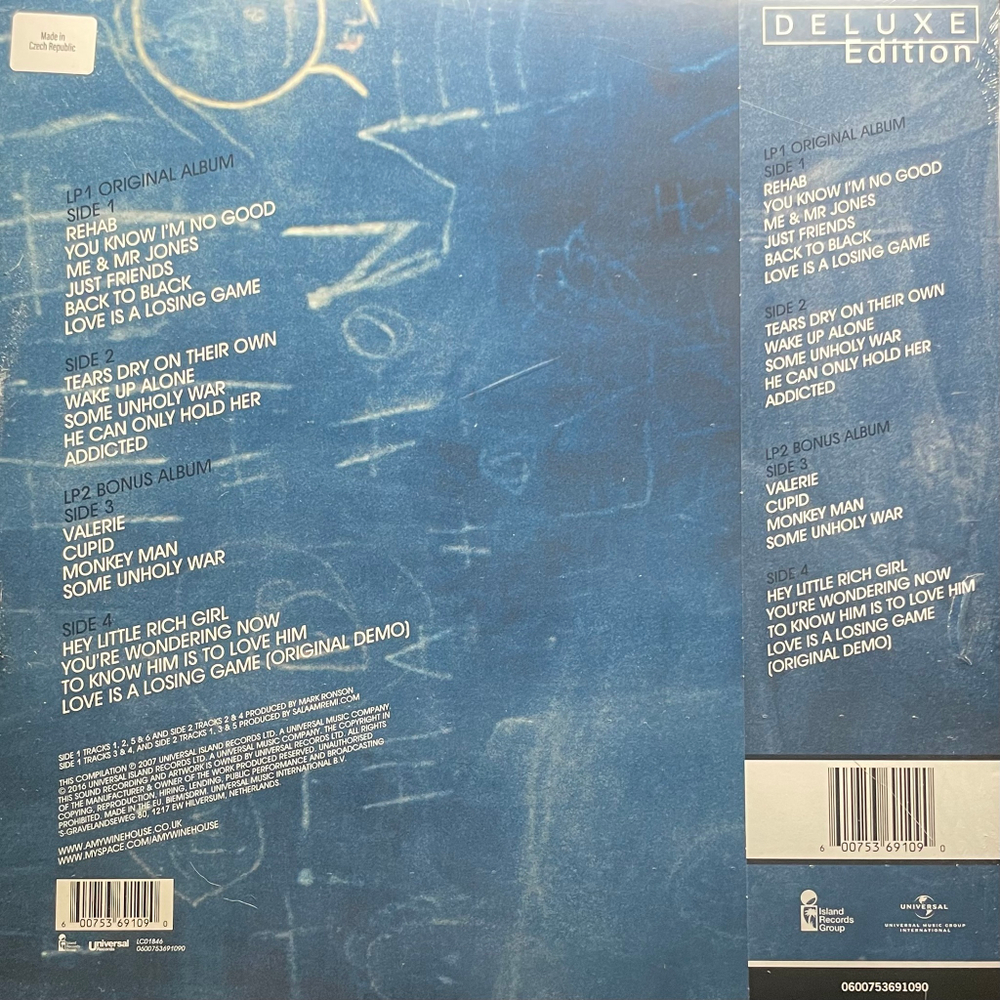 Made in
Czech Republic
LP1 ORIGINAL ALBUM
SIDE 1
REHAB
YOU KNOW I'M NO GOOD
ME & MR JONES
JUST FRIENDS
BACK TO BLACK
LOVE IS A LOSING GAME
SIDE 2
TEARS DRY ON THEIR OWN
WAKE UP ALONE
SOME UNHOLY WAR
HE CAN ONLY HOLD HER
ADDICTED
LP2 BONUS ALBUM
SIDE 3
VALERIE
CUPID
MONKEY MAN
SOME UNHOLY WAR
SIDE 4
HEY LITTLE RICH GIRL
YOU'RE WONDERING NOW
TO KNOW HIM IS TO LOVE HIM
LOVE IS A LOSING GAME (ORIGINAL DEMO)
SIDE 1 TRACKS 1, 2, 5 & 6 AND SIDE 2 TRACKS 2 & 4 PRODUCED BY MARK RONSON
SIDE 1 TRACKS 3 & 4, AND SIDE 2 TRACKS 1, 3 & 5 PRODUCED BY SALAAMREMI.COM
THIS COMPILATION ℗ 2007 UNIVERSAL ISLAND RECORDS LTD. A UNIVERSAL MUSIC COMPANY.
© 2016 UNIVERSAL ISLAND RECORDS LTD. A UNIVERSAL MUSIC COMPANY. THE COPYRIGHT IN
THIS SOUND RECORDING AND ARTWORK IS OWNED BY UNIVERSAL RECORDS LTD. ALL RIGHTS
OF THE MANUFACTURER & OWNER OF THE WORK PRODUCED RESERVED. UNAUTHORISED
COPYING, REPRODUCTION, HIRING, LENDING, PUBLIC PERFORMANCE AND BROADCASTING
PROHIBITED. MADE IN THE EU. BIEM/SDRM. UNIVERSAL MUSIC INTERNATIONAL B.V.
'S-GRAVELANDSEWEG 80, 1217 EW HILVERSUM, NETHERLANDS.
WWW.AMYWINEHOUSE.CO.UK
WWW.MYSPACE.COM/AMYWINEHOUSE
6 00753 69109 0
Universal
LC01846
0600753691090
DELUXE
Edition
LP1 ORIGINAL ALBUM
SIDE 1
REHAB
YOU KNOW I'M NO GOOD
ME & MR JONES
JUST FRIENDS
BACK TO BLACK
LOVE IS A LOSING GAME
SIDE 2
TEARS DRY ON THEIR OWN
WAKE UP ALONE
SOME UNHOLY WAR
HE CAN ONLY HOLD HER
ADDICTED
LP2 BONUS ALBUM
SIDE 3
VALERIE
CUPID
MONKEY MAN
SOME UNHOLY WAR
SIDE 4
HEY LITTLE RICH GIRL
YOU'RE WONDERING NOW
TO KNOW HIM IS TO LOVE HIM
LOVE IS A LOSING GAME
(ORIGINAL DEMO)
6 00753 69109 0
Island
Records
Group
UNIVERSAL
UNIVERSAL MUSIC GROUP
INTERNATIONAL
0600753691090